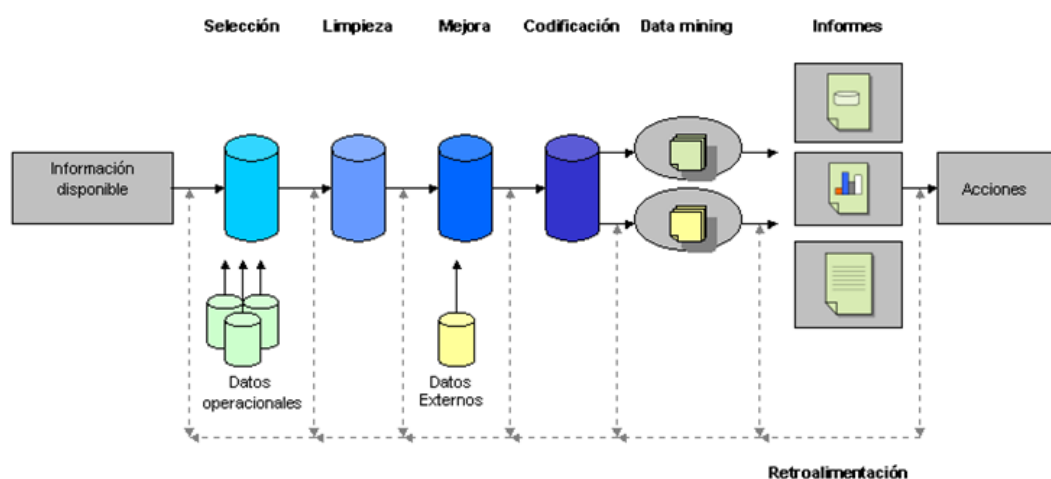 Selección
Limpieza
Mejora
Codificación
Data mining
Informes
Información
disponible
Acciones
Datos
operacionales
Datos
Externos
Retroalimentación